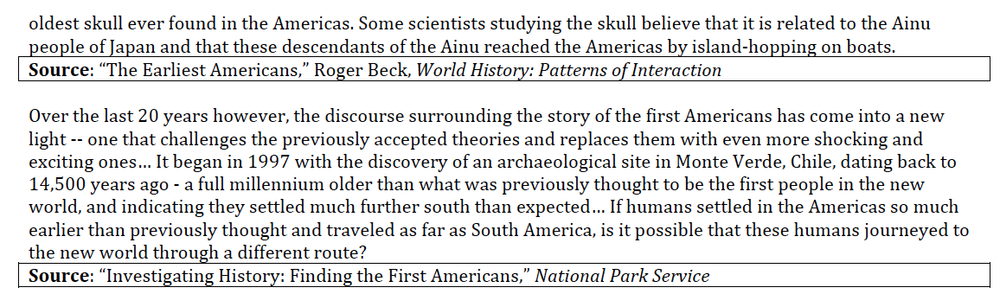 oldest skull ever found in the Americas. Some scientists studying the skull believe that it is related to the Ainu
people of Japan and that these descendants of the Ainu reached the Americas by island-hopping on boats.
Source: “The Earliest Americans,” Roger Beck, World History: Patterns of Interaction
Over the last 20 years however, the discourse surrounding the story of the first Americans has come into a new
light -- one that challenges the previously accepted theories and replaces them with even more shocking and
exciting ones... It began in 1997 with the discovery of an archaeological site in Monte Verde, Chile, dating back to
14,500 years ago - a full millennium older than what was previously thought to be the first people in the new
world, and indicating they settled much further south than expected... If humans settled in the Americas so much
earlier than previously thought and traveled as far as South America, is it possible that these humans journeyed to
the new world through a different route?
Source: “Investigating History: Finding the First Americans,” National Park Service